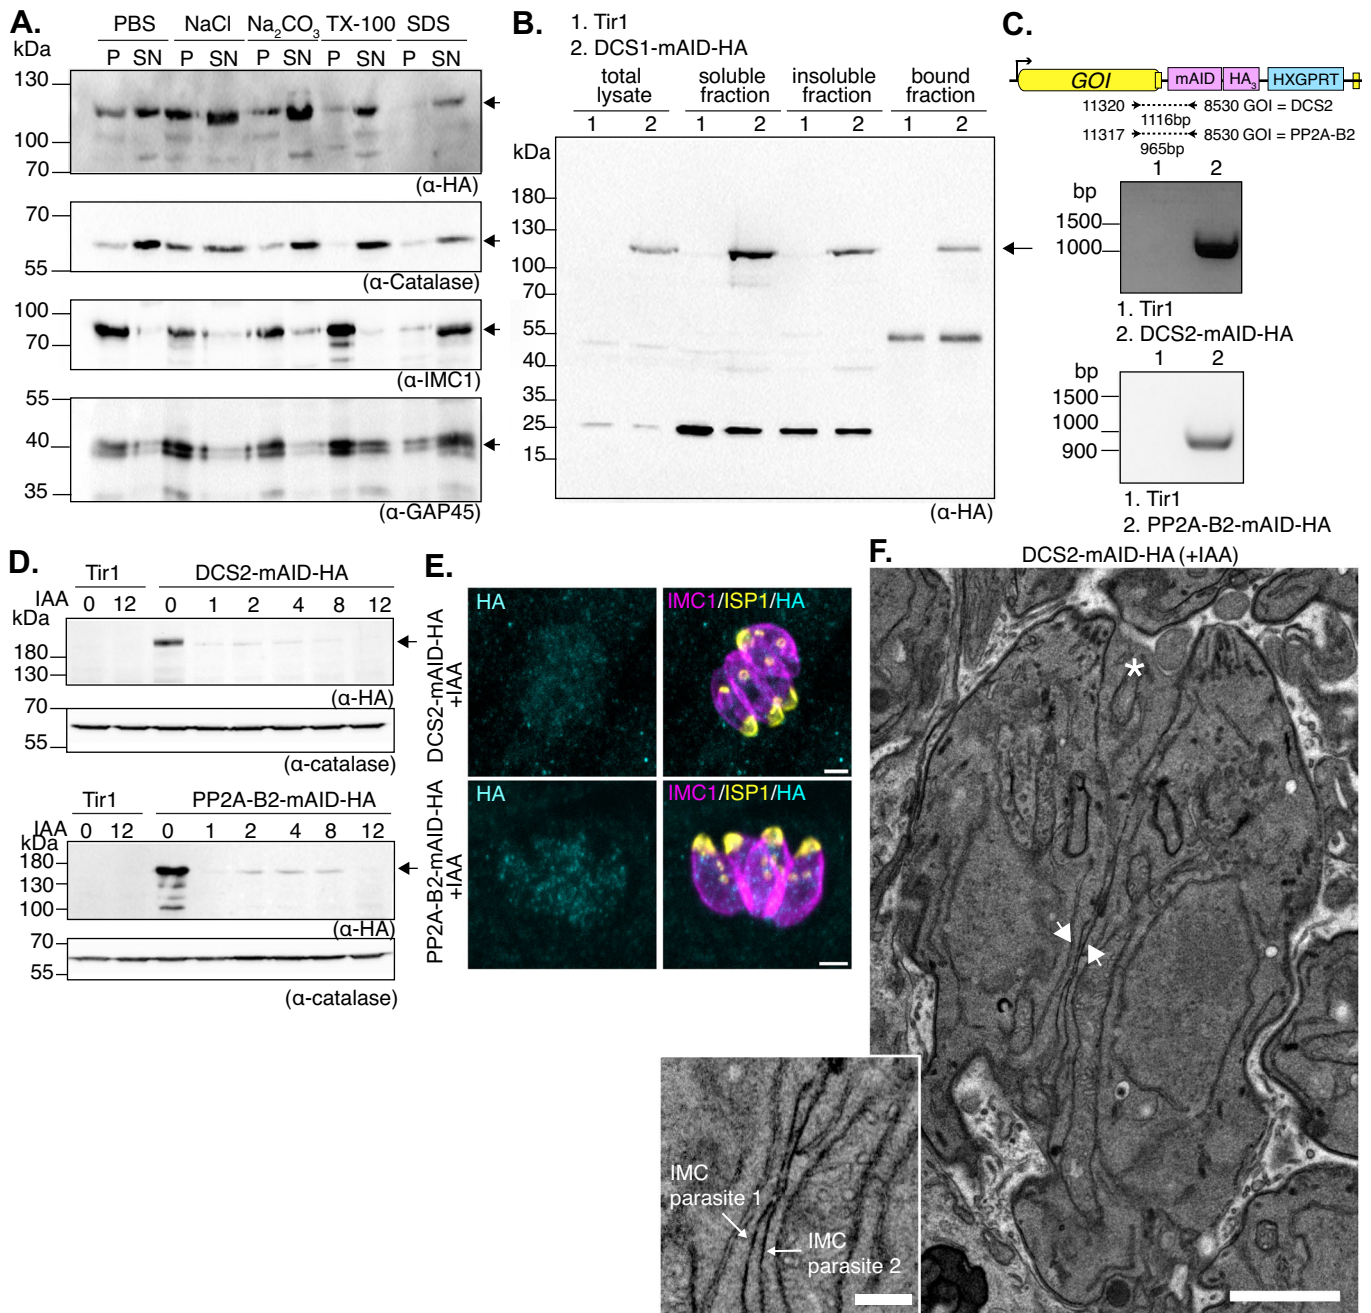 A.
PBS NaCl Na2CO3 TX-100 SDS
kDa P SN P SN P SN P SN P SN
130
100
70
(α-HA)
70
55
(α-Catalase)
100
70
(α-IMC1)
55
40
35
(α-GAP45)
B.
1. Tir1
2. DCS1-mAID-HA
total lysate
soluble fraction
insoluble fraction
bound fraction
1 2 1 2 1 2 1 2
kDa
180
130
100
70
55
40
35
25
15
(α-HA)
C.
GOI mAID HA3 HXGPRT
11320 8530 GOI = DCS2
1116bp
11317 8530 GOI = PP2A-B2
965bp
1 2
bp
1500
1000
1. Tir1
2. DCS2-mAID-HA
1 2
bp
1500
1000
900
1. Tir1
2. PP2A-B2-mAID-HA
D.
Tir1 DCS2-mAID-HA
IAA 0 12 0 1 2 4 8 12
kDa
180
130
(α-HA)
70
55
(α-catalase)
Tir1 PP2A-B2-mAID-HA
IAA 0 12 0 1 2 4 8 12
kDa
180
130
100
(α-HA)
70
55
(α-catalase)
E.
DCS2-mAID-HA
+IAA
HA
IMC1/ISP1/HA
PP2A-B2-mAID-HA
+IAA
HA
IMC1/ISP1/HA
F.
DCS2-mAID-HA (+IAA)
*
IMC
parasite 1
IMC
parasite 2